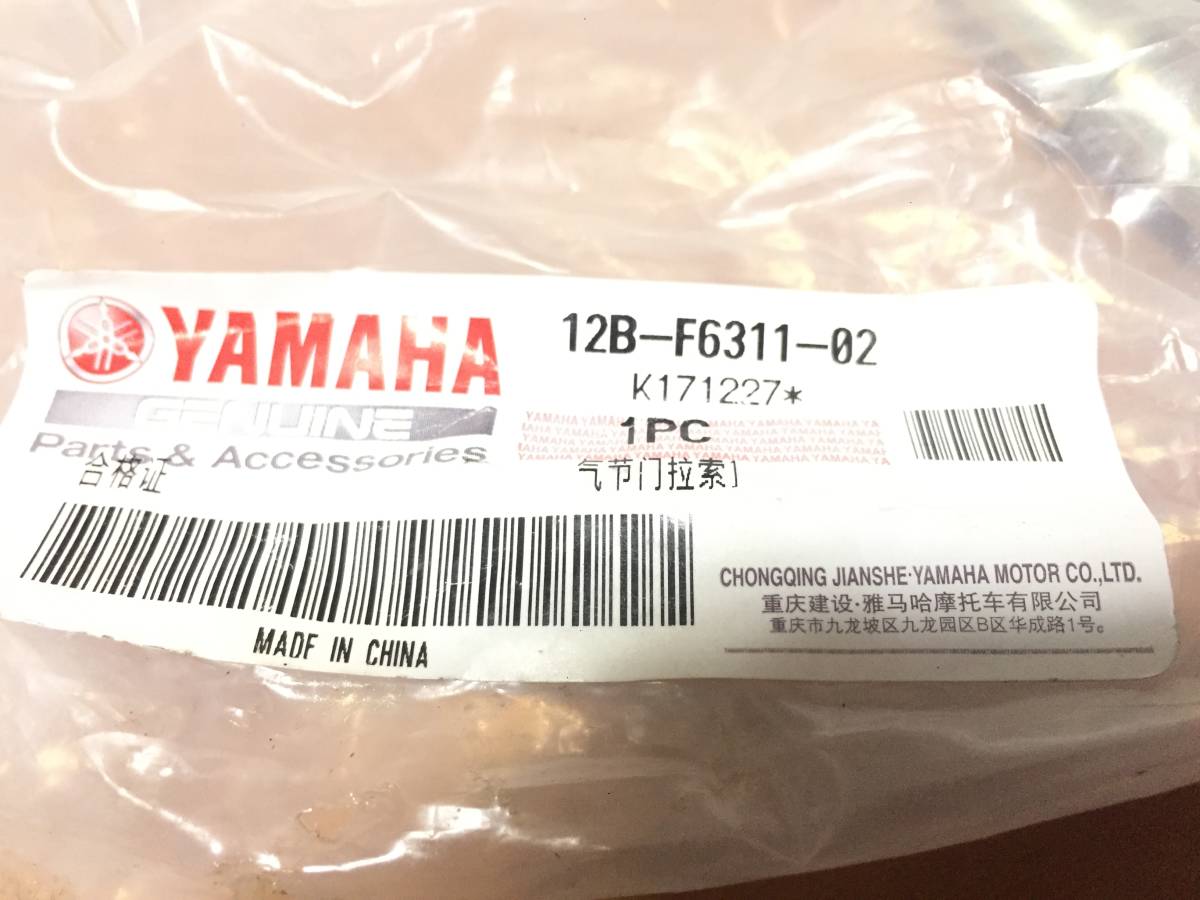 YAMAHA
GENUINE
Parts & Accessories
合格证
12B-F6311-02
K171227*
1PC
气节门拉索1
MADE IN CHINA
CHONGQING JIANSHE·YAMAHA MOTOR CO.,LTD.
重庆建设·雅马哈摩托车有限公司
重庆市九龙坡区九龙园区B区华成路1号。